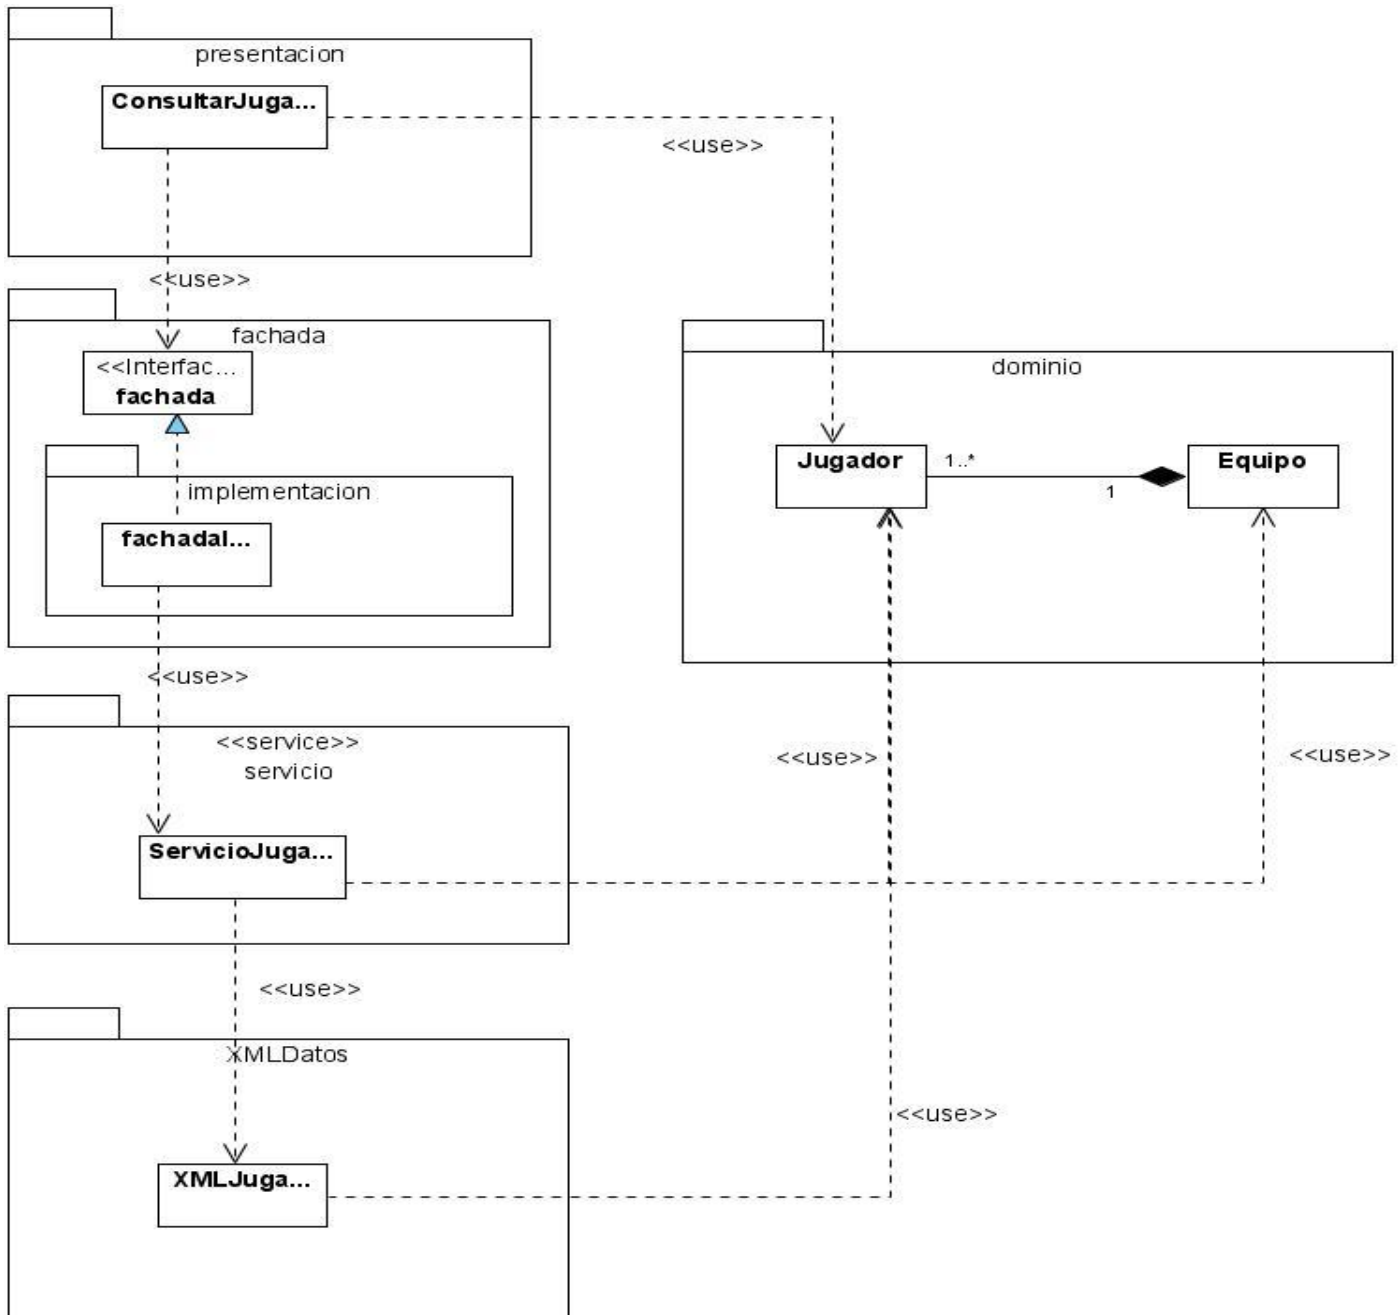 presentacion
ConsultarJuga...
<<use>>
<<use>>
fachada
<<Interfac...
fachada
implementacion
fachadaI...
<<use>>
dominio
Jugador
1..*
1
Equipo
<<service>>
servicio
<<use>>
<<use>>
ServicioJuga...
<<use>>
XMLDatos
<<use>>
XMLJuga...